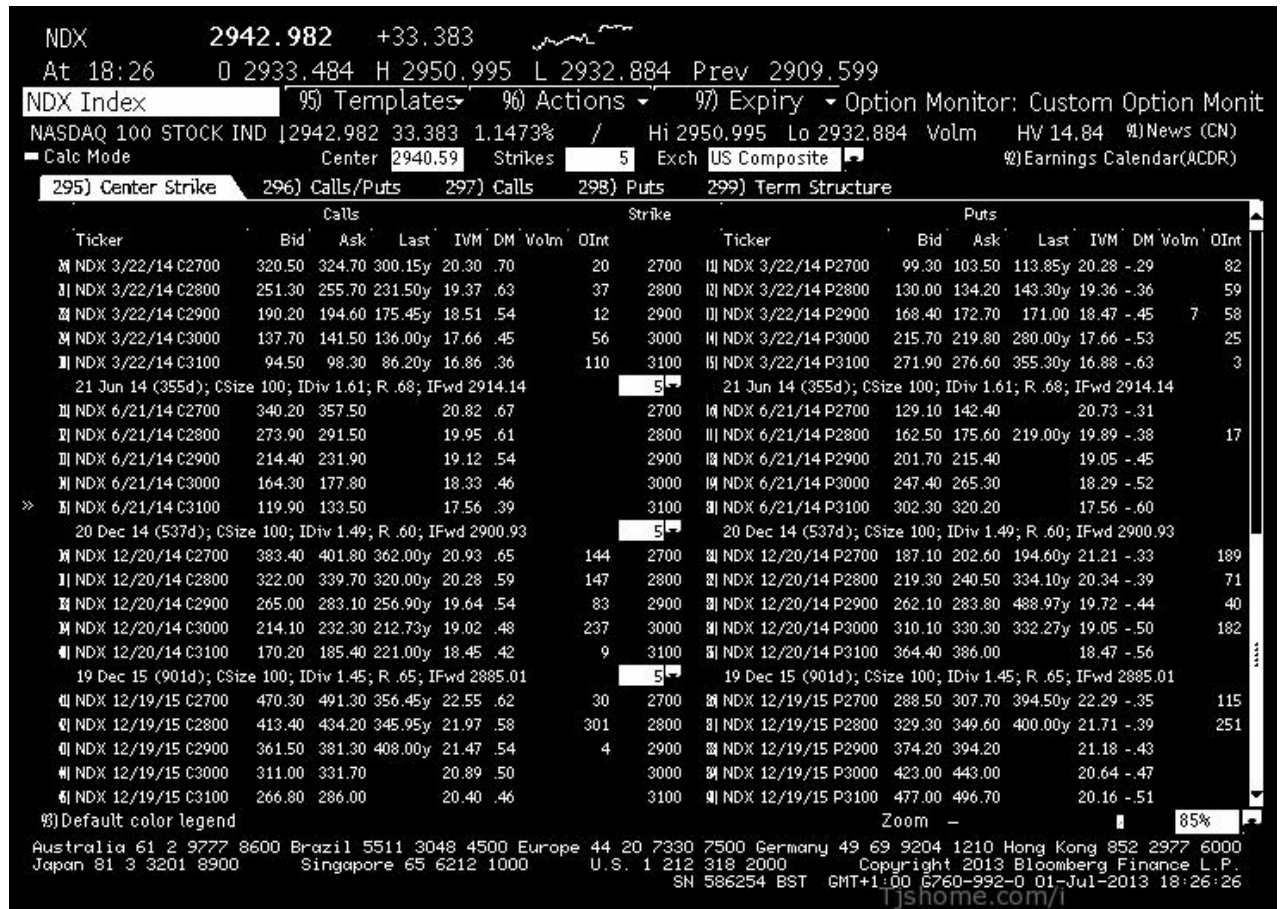 NDX 2942.982 +33.383
At 18:26 O 2933.484 H 2950.995 L 2932.884 Prev 2909.599
NDX Index 95) Templates 96) Actions 97) Expiry Option Monitor: Custom Option Monit
NASDAQ 100 STOCK IND ↓2942.982 33.383 1.1473% / Hi 2950.995 Lo 2932.884 Volm HV 14.84 91) News (CN)
Calc Mode Center 2940.59 Strikes 5 Exch US Composite 92) Earnings Calendar(ACDR)
295) Center Strike 296) Calls/Puts 297) Calls 298) Puts 299) Term Structure
Calls Strike Puts
Ticker Bid Ask Last IVM DM Volm OInt Ticker Bid Ask Last IVM DM Volm OInt
NDX 3/22/14 C2700 320.50 324.70 300.15y 20.30 .70 20 2700 NDX 3/22/14 P2700 99.30 103.50 113.85y 20.28 -.29 82
NDX 3/22/14 C2800 251.30 255.70 231.50y 19.37 .63 37 2800 NDX 3/22/14 P2800 130.00 134.20 143.30y 19.36 -.36 59
NDX 3/22/14 C2900 190.20 194.60 175.45y 18.51 .54 12 2900 NDX 3/22/14 P2900 168.40 172.70 171.00 18.47 -.45 7 58
NDX 3/22/14 C3000 137.70 141.50 136.00y 17.66 .45 56 3000 NDX 3/22/14 P3000 215.70 219.80 280.00y 17.66 -.53 25
NDX 3/22/14 C3100 94.50 98.30 86.20y 16.86 .36 110 3100 NDX 3/22/14 P3100 271.90 276.60 355.30y 16.88 -.63 3
21 Jun 14 (355d); CSize 100; IDiv 1.61; R .68; IFwd 2914.14 5 21 Jun 14 (355d); CSize 100; IDiv 1.61; R .68; IFwd 2914.14
NDX 6/21/14 C2700 340.20 357.50 20.82 .67 2700 NDX 6/21/14 P2700 129.10 142.40 20.73 -.31
NDX 6/21/14 C2800 273.90 291.50 19.95 .61 2800 NDX 6/21/14 P2800 162.50 175.60 219.00y 19.89 -.38 17
NDX 6/21/14 C2900 214.40 231.90 19.12 .54 2900 NDX 6/21/14 P2900 201.70 215.40 19.05 -.45
NDX 6/21/14 C3000 164.30 177.80 18.33 .46 3000 NDX 6/21/14 P3000 247.40 265.30 18.29 -.52
» NDX 6/21/14 C3100 119.90 133.50 17.56 .39 3100 NDX 6/21/14 P3100 302.30 320.20 17.56 -.60
20 Dec 14 (537d); CSize 100; IDiv 1.49; R .60; IFwd 2900.93 5 20 Dec 14 (537d); CSize 100; IDiv 1.49; R .60; IFwd 2900.93
NDX 12/20/14 C2700 383.40 401.80 362.00y 20.93 .65 144 2700 NDX 12/20/14 P2700 187.10 202.60 194.60y 21.21 -.33 189
NDX 12/20/14 C2800 322.00 339.70 320.00y 20.28 .59 147 2800 NDX 12/20/14 P2800 219.30 240.50 334.10y 20.34 -.39 71
NDX 12/20/14 C2900 265.00 283.10 256.90y 19.64 .54 83 2900 NDX 12/20/14 P2900 262.10 283.80 488.97y 19.72 -.44 40
NDX 12/20/14 C3000 214.10 232.30 212.73y 19.02 .48 237 3000 NDX 12/20/14 P3000 310.10 330.30 332.27y 19.05 -.50 182
NDX 12/20/14 C3100 170.20 185.40 221.00y 18.45 .42 9 3100 NDX 12/20/14 P3100 364.40 386.00 18.47 -.56
19 Dec 15 (901d); CSize 100; IDiv 1.45; R .65; IFwd 2885.01 5 19 Dec 15 (901d); CSize 100; IDiv 1.45; R .65; IFwd 2885.01
NDX 12/19/15 C2700 470.30 491.30 356.45y 22.55 .62 30 2700 NDX 12/19/15 P2700 288.50 307.70 394.50y 22.29 -.35 115
NDX 12/19/15 C2800 413.40 434.20 345.95y 21.97 .58 301 2800 NDX 12/19/15 P2800 329.30 349.60 400.00y 21.71 -.39 251
NDX 12/19/15 C2900 361.50 381.30 408.00y 21.47 .54 4 2900 NDX 12/19/15 P2900 374.20 394.20 21.18 -.43
NDX 12/19/15 C3000 311.00 331.70 20.89 .50 3000 NDX 12/19/15 P3000 423.00 443.00 20.64 -.47
NDX 12/19/15 C3100 266.80 286.00 20.40 .46 3100 NDX 12/19/15 P3100 477.00 496.70 20.16 -.51
93) Default color legend Zoom – 85%
Australia 61 2 9777 8600 Brazil 5511 3048 4500 Europe 44 20 7330 7500 Germany 49 69 9204 1210 Hong Kong 852 2977 6000
Japan 81 3 3201 8900 Singapore 65 6212 1000 U.S. 1 212 318 2000 Copyright 2013 Bloomberg Finance L.P.
SN 586254 BST GMT+1:00 G760-992-0 01-Jul-2013 18:26:26
Tjshome.com/i